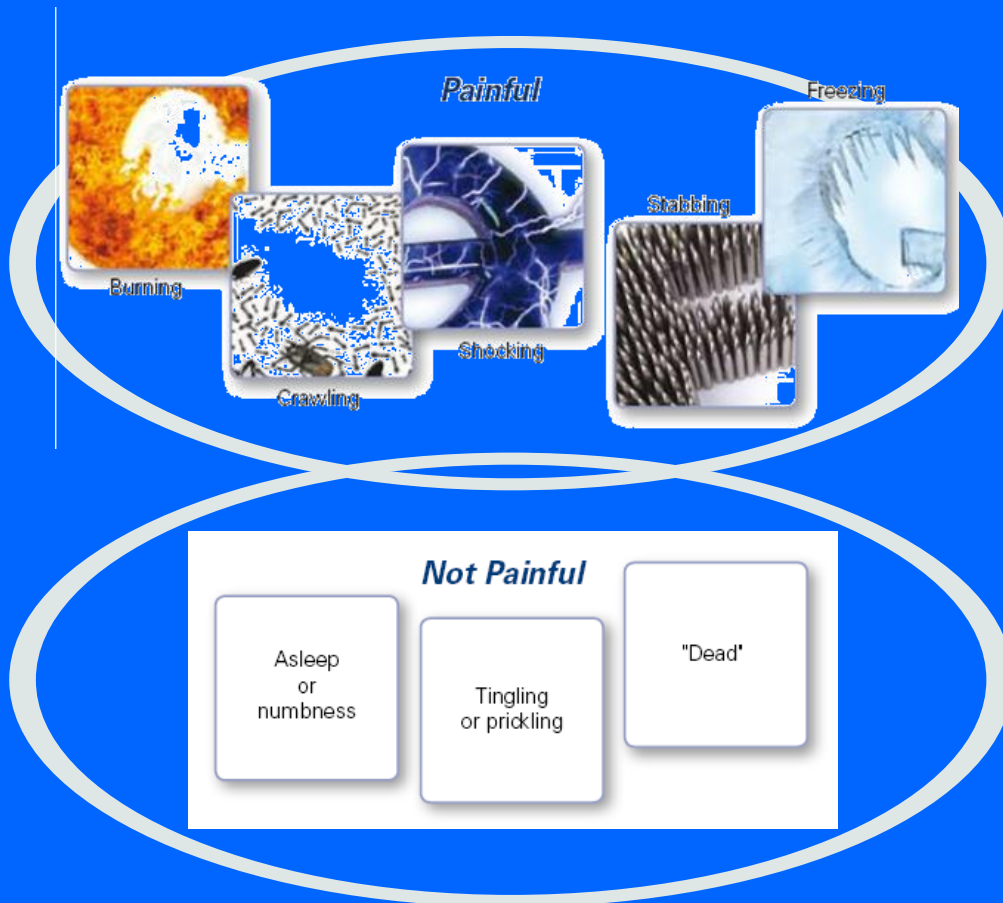 Painful
Freezing
Stabbing
Burning
Shocking
Crawling
Not Painful
Asleep
or
numbness
Tingling
or prickling
"Dead"